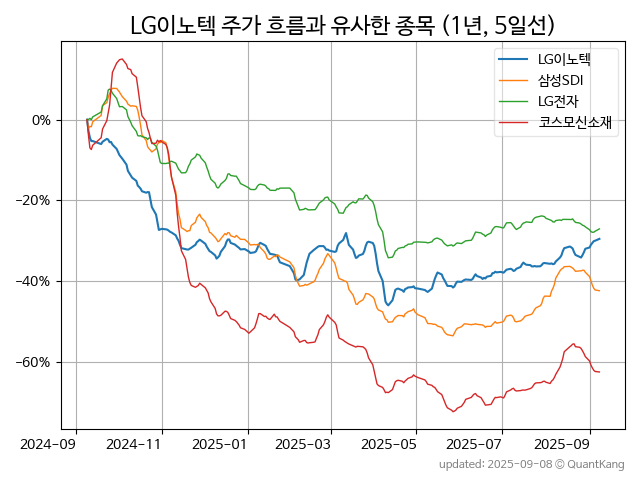 LG이노텍 주가 흐름과 유사한 종목 (1년, 5일선)
LG이노텍
삼성SDI
LG전자
코스모신소재
0%
−20%
−40%
−60%
2024−09 2024−11 2025−01 2025−03 2025−05 2025−07 2025−09
updated: 2025-09-08 © QuantKang